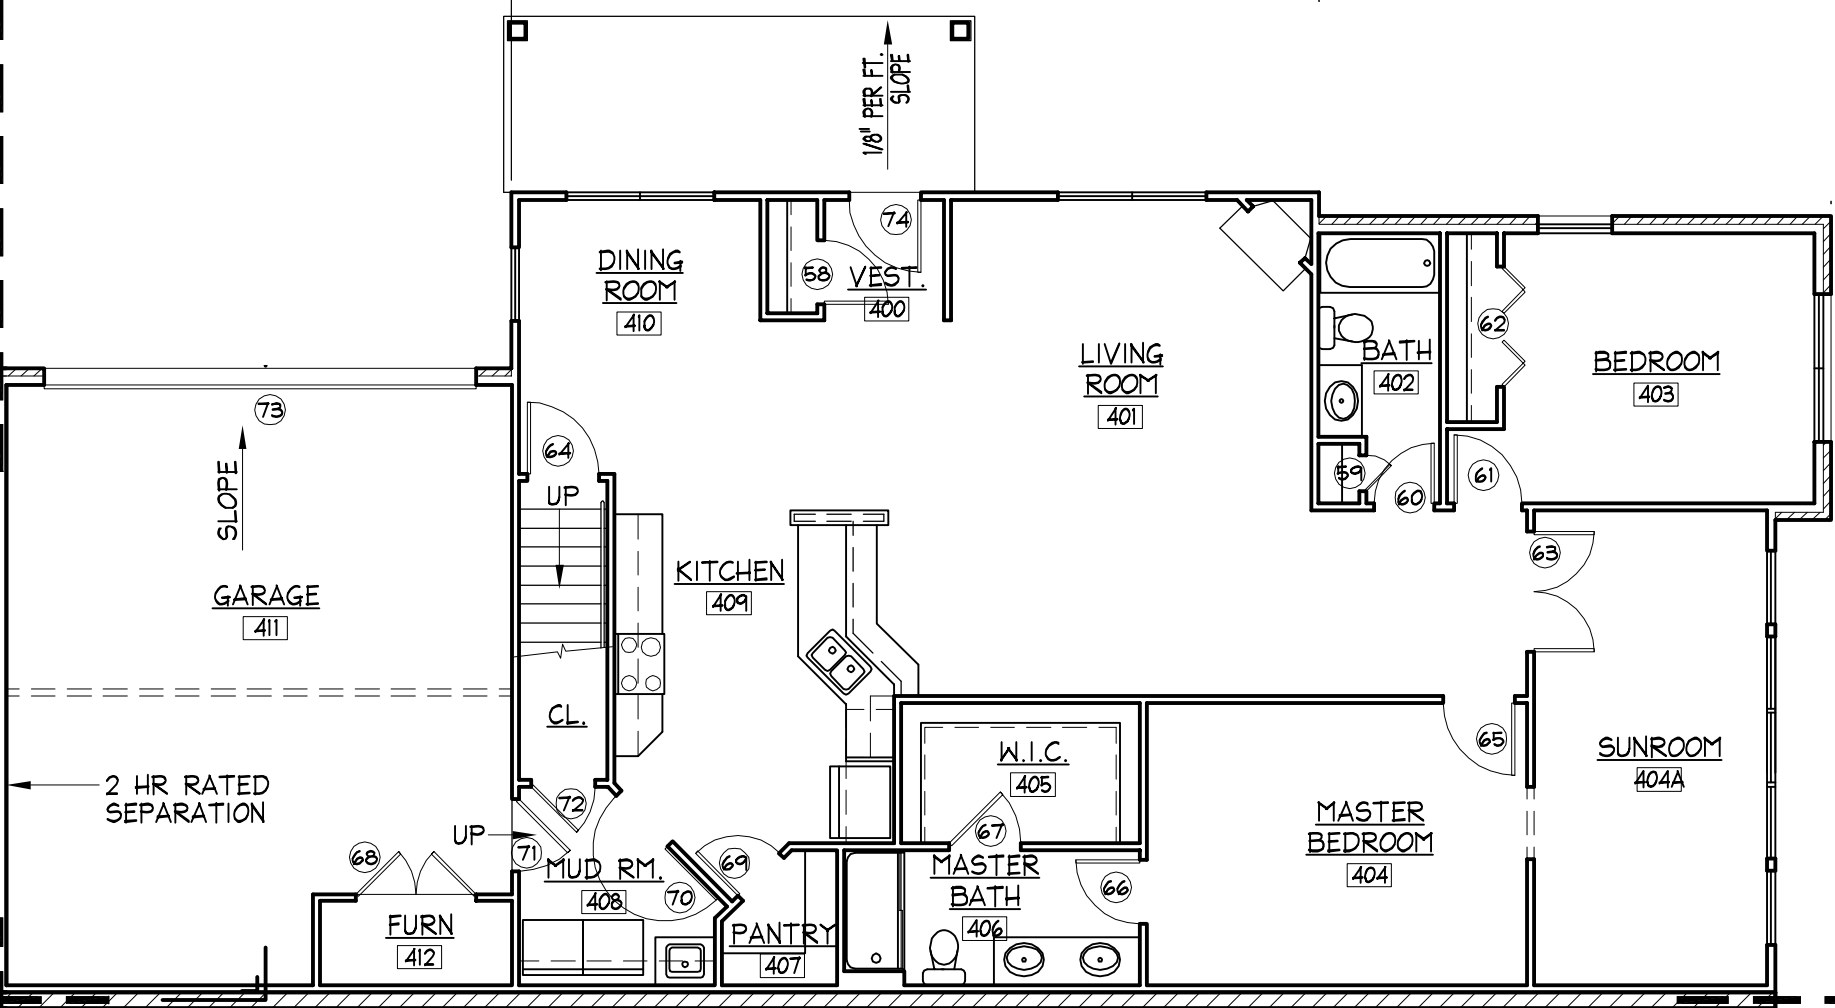 1/8" PER FT.
SLOPE
74
58
VEST.
400
DINING
ROOM
410
LIVING
ROOM
401
BATH
402
62
BEDROOM
403
73
SLOPE
64
UP
59
60
61
63
KITCHEN
409
GARAGE
411
CL.
2 HR RATED
SEPARATION
W.I.C.
405
65
SUNROOM
404A
72
UP
71
67
MASTER
BEDROOM
404
68
MUD RM.
408
69
70
MASTER
BATH
406
66
FURN
412
PANTRY
407